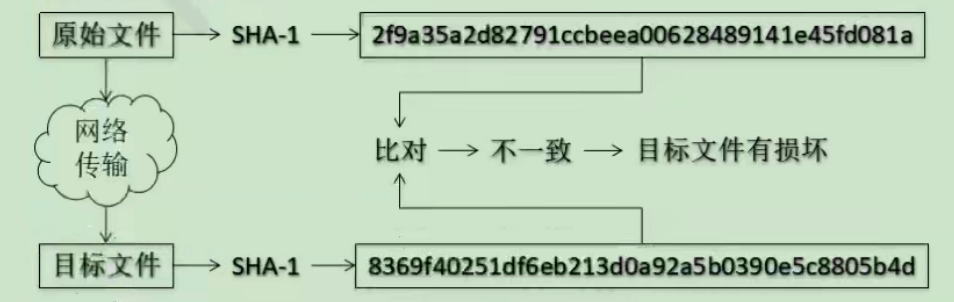 原始文件 SHA-1 2f9a35a2d82791ccbeea00628489141e45fd081a
网络
传输
比对 不一致 目标文件有损坏
目标文件 SHA-1 8369f40251df6eb213d0a92a5b0390e5c8805b4d